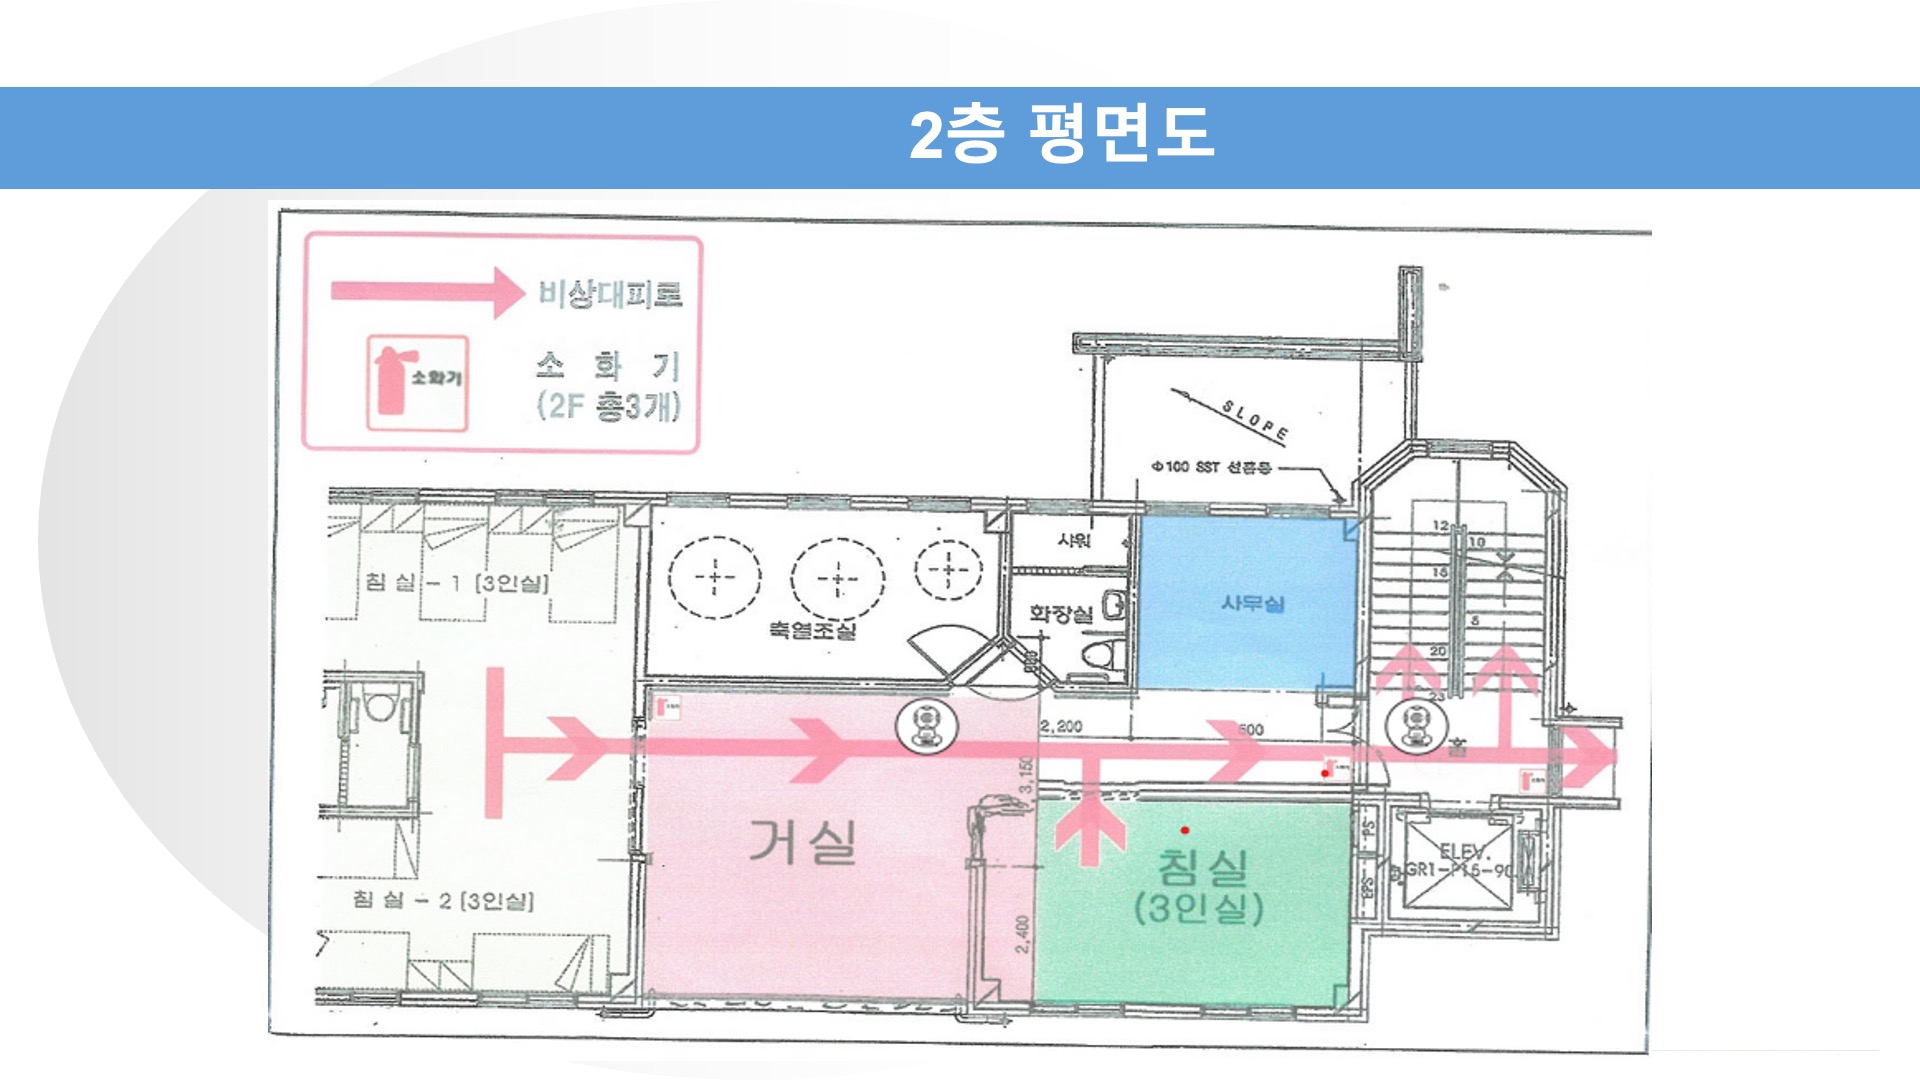 2층 평면도
비상대피로
소화기
소 화 기
(2F 총3개)
SLOPE
Φ100 SST 선홈통
12
10
샤워
침 실 - 1 (3인실)
15
화장실
사무실
5
축열조실
20
23
2,200
3,150
거실
침실
(3인실)
PS
ELEV.
GR1-P15-90
EPS
침 실 - 2 (3인실)
2,400